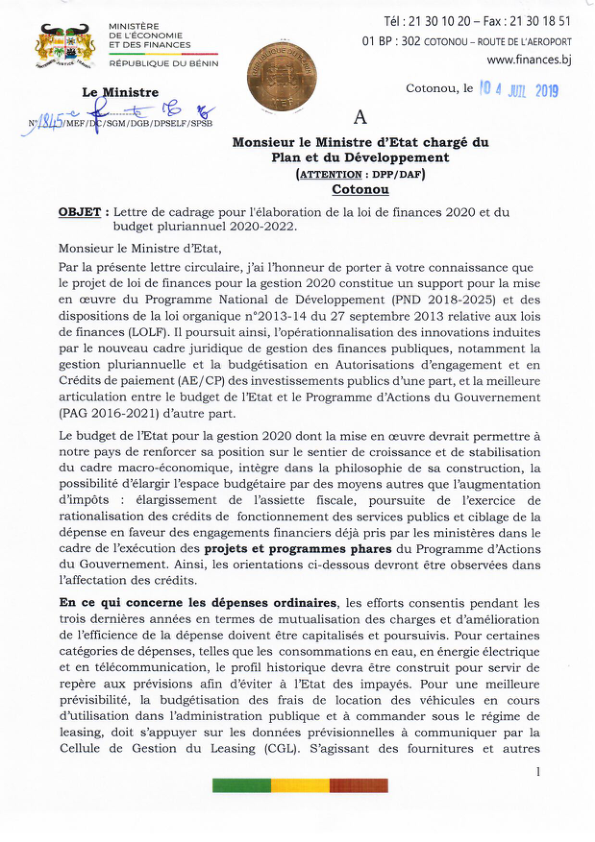 MINISTÈRE
DE L'ÉCONOMIE
ET DES FINANCES
RÉPUBLIQUE DU BÉNIN
Tél : 21 30 10 20 – Fax : 21 30 18 51
01 BP : 302 COTONOU – ROUTE DE L'AEROPORT
www.finances.bj
Le Ministre
Cotonou, le 04 JUIL 2019
N° 1845/MEF/DC/SGM/DGB/DPSELF/SPSB
A
Monsieur le Ministre d'Etat chargé du
Plan et du Développement
(ATTENTION : DPP/DAF)
Cotonou
OBJET : Lettre de cadrage pour l'élaboration de la loi de finances 2020 et du
budget pluriannuel 2020-2022.
Monsieur le Ministre d'Etat,
Par la présente lettre circulaire, j'ai l'honneur de porter à votre connaissance que
le projet de loi de finances pour la gestion 2020 constitue un support pour la mise
en œuvre du Programme National de Développement (PND 2018-2025) et des
dispositions de la loi organique n°2013-14 du 27 septembre 2013 relative aux lois
de finances (LOLF). Il poursuit ainsi, l'opérationnalisation des innovations induites
par le nouveau cadre juridique de gestion des finances publiques, notamment la
gestion pluriannuelle et la budgétisation en Autorisations d'engagement et en
Crédits de paiement (AE/CP) des investissements publics d'une part, et la meilleure
articulation entre le budget de l'Etat et le Programme d'Actions du Gouvernement
(PAG 2016-2021) d'autre part.
Le budget de l'Etat pour la gestion 2020 dont la mise en œuvre devrait permettre à
notre pays de renforcer sa position sur le sentier de croissance et de stabilisation
du cadre macro-économique, intègre dans la philosophie de sa construction, la
possibilité d'élargir l'espace budgétaire par des moyens autres que l'augmentation
d'impôts : élargissement de l'assiette fiscale, poursuite de l'exercice de
rationalisation des crédits de fonctionnement des services publics et ciblage de la
dépense en faveur des engagements financiers déjà pris par les ministères dans le
cadre de l'exécution des projets et programmes phares du Programme d'Actions
du Gouvernement. Ainsi, les orientations ci-dessous devront être observées dans
l'affectation des crédits.
En ce qui concerne les dépenses ordinaires, les efforts consentis pendant les
trois dernières années en termes de mutualisation des charges et d'amélioration
de l'efficience de la dépense doivent être capitalisés et poursuivis. Pour certaines
catégories de dépenses, telles que les consommations en eau, en énergie électrique
et en télécommunication, le profil historique devra être construit pour servir de
repère aux prévisions afin d'éviter à l'Etat des impayés. Pour une meilleure
prévisibilité, la budgétisation des frais de location des véhicules en cours
d'utilisation dans l'administration publique et à commander sous le régime de
leasing, doit s'appuyer sur les données prévisionnelles à communiquer par la
Cellule de Gestion du Leasing (CGL). S'agissant des fournitures et autres
1